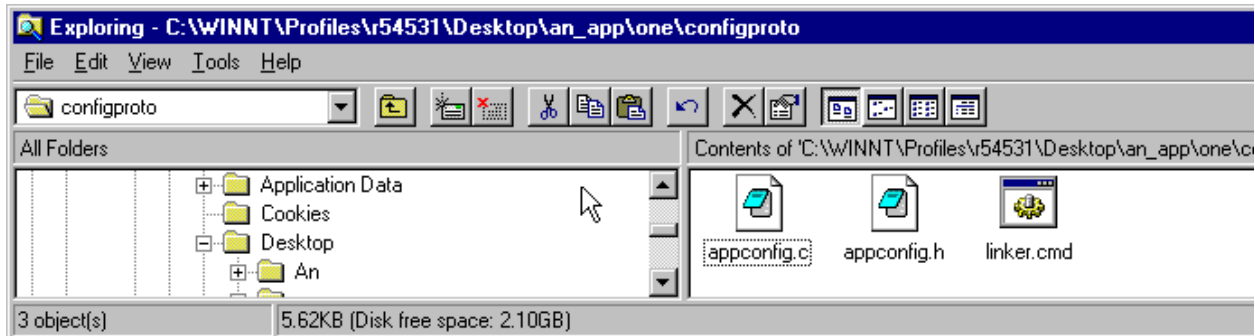 Exploring - C:\WINNT\Profiles\r54531\Desktop\an_app\one\configproto
File Edit View Tools Help
configproto
All Folders
Contents of 'C:\WINNT\Profiles\r54531\Desktop\an_app\one\c
Application Data
Cookies
Desktop
An
appconfig.c appconfig.h linker.cmd
3 object(s) 5.62KB (Disk free space: 2.10GB)